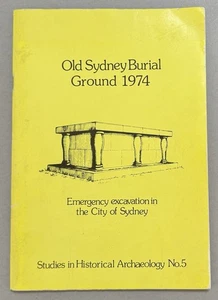 Old Sydney Burial
Ground 1974
Emergency excavation in
the City of Sydney
Studies in Historical Archaeology No.5